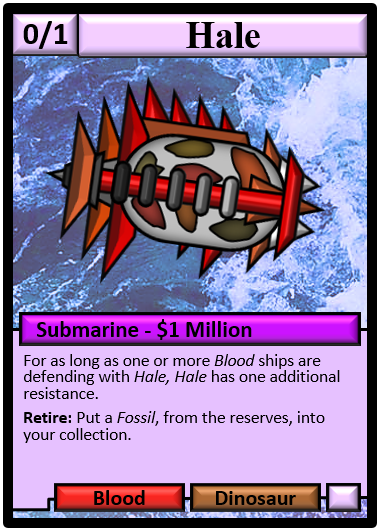 0/1 Hale
Submarine - $1 Million
For as long as one or more Blood ships are
defending with Hale, Hale has one additional
resistance.
Retire: Put a Fossil, from the reserves, into
your collection.
Blood Dinosaur